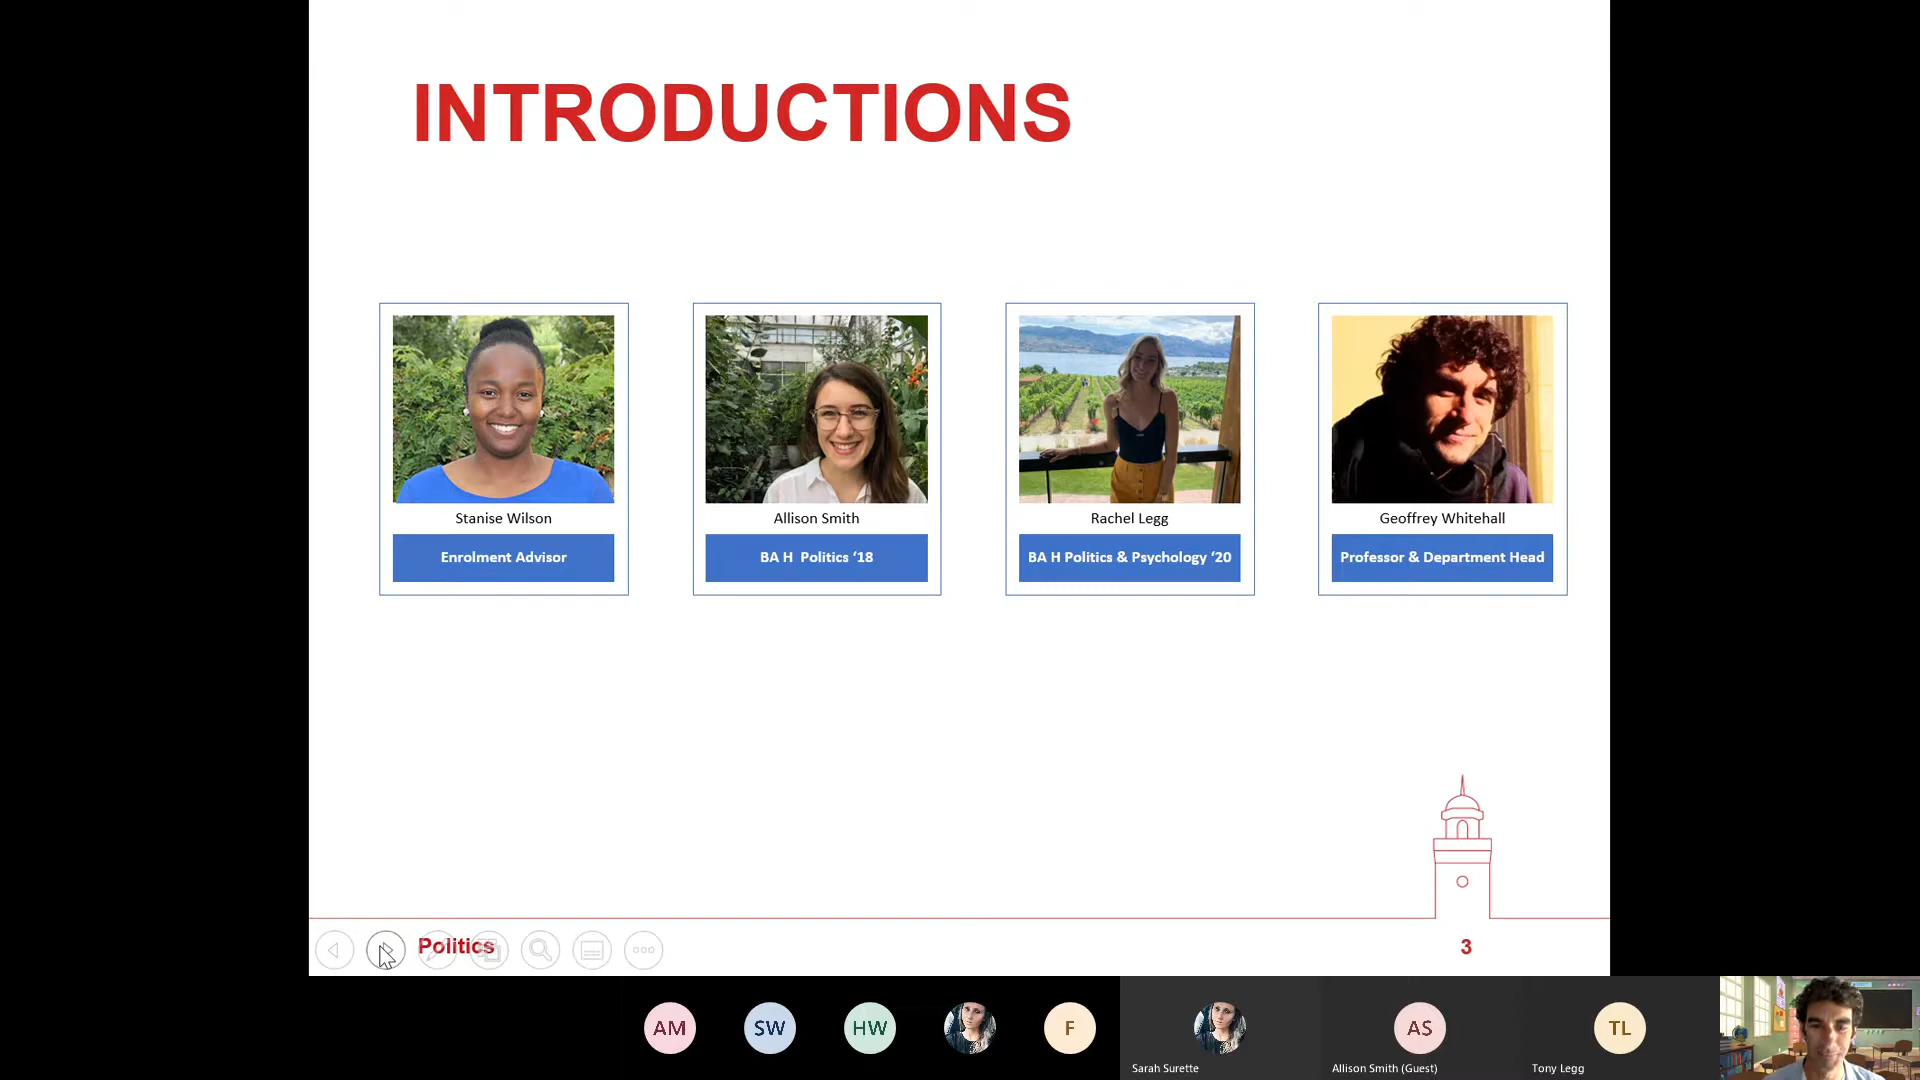 INTRODUCTIONS
Stanise Wilson
Enrolment Advisor
Allison Smith
BA H  Politics ‘18
Rachel Legg
BA H Politics & Psychology ‘20
Geoffrey Whitehall
Professor & Department Head
Politics
3
AM
SW
HW
F
AS
TL
Sarah Surette
Allison Smith (Guest)
Tony Legg